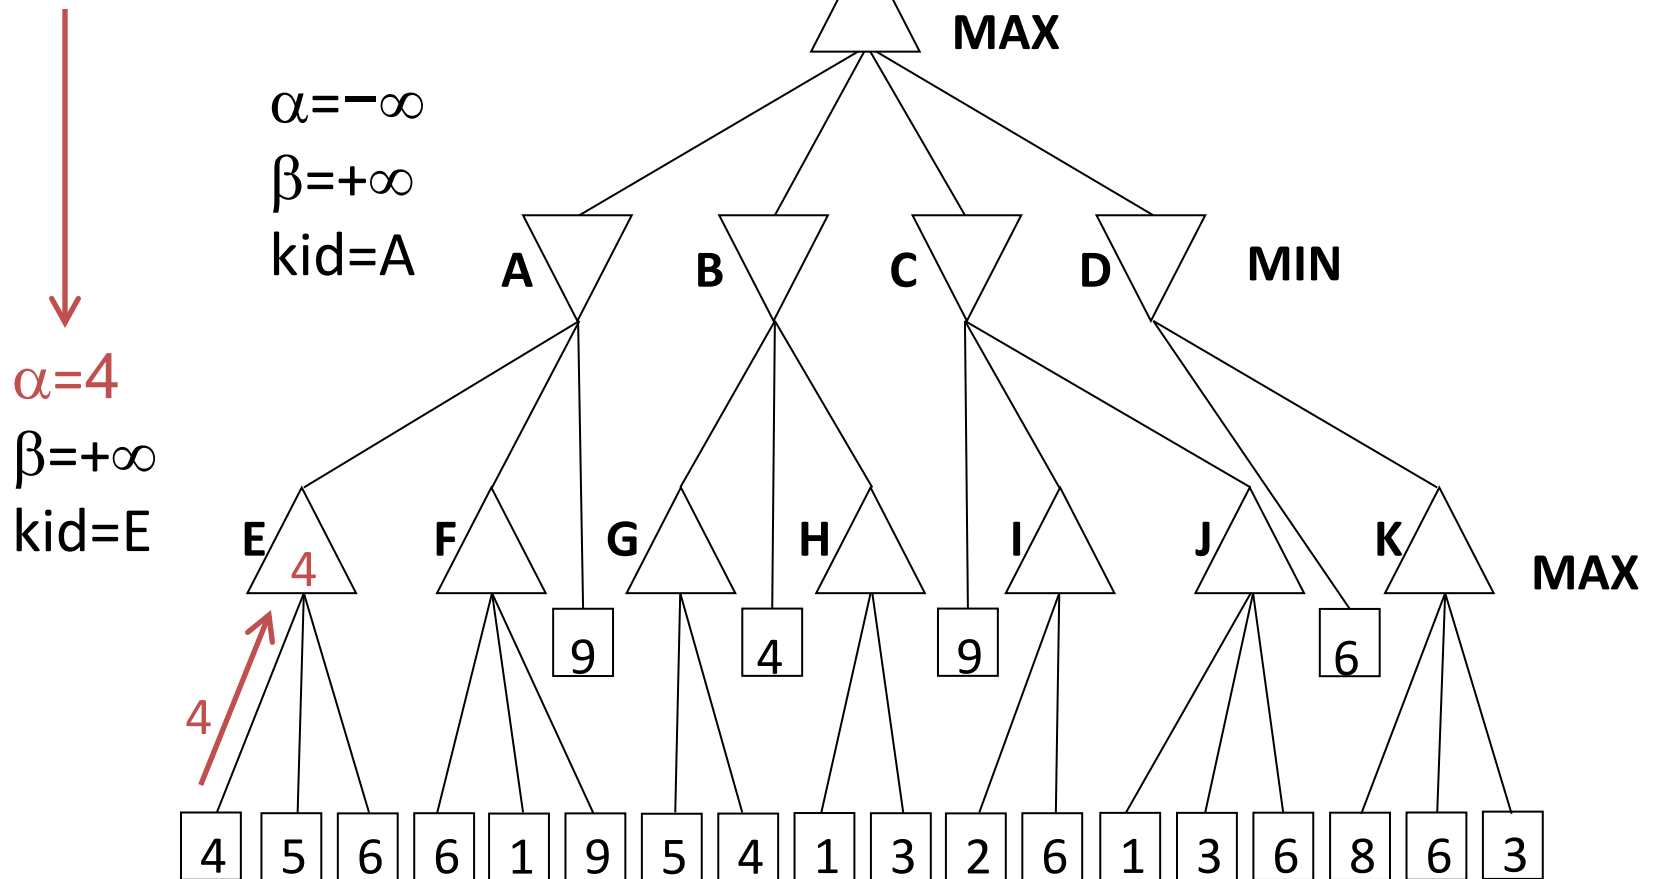 MAX
α=−∞
β=+∞
kid=A
A B C D MIN
α=4
β=+∞
kid=E
E 4 F G H I J K MAX
9 4 9 6
4
4 5 6 6 1 9 5 4 1 3 2 6 1 3 6 8 6 3